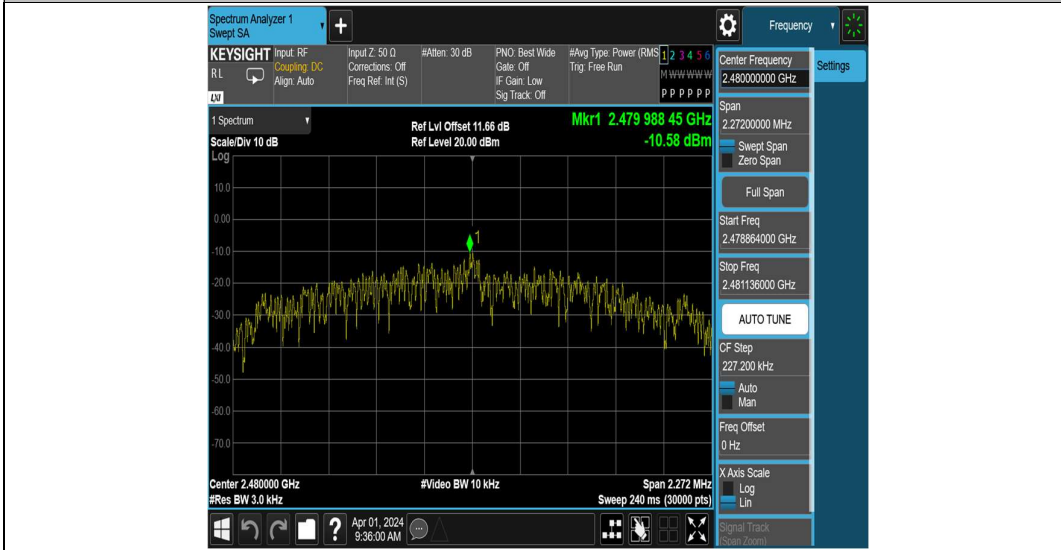 Spectrum Analyzer 1
Swept SA
+
Frequency
KEYSIGHT
RL
LXI
Input: RF
Coupling: DC
Align: Auto
Input Z: 50 Ω
Corrections: Off
Freq Ref: Int (S)
#Atten: 30 dB
PNO: Best Wide
Gate: Off
IF Gain: Low
Sig Track: Off
#Avg Type: Power (RMS
Trig: Free Run
1 2 3 4 5 6
M W W W W W
P P P P P P
1 Spectrum
Scale/Div 10 dB
Log
Ref Lvl Offset 11.66 dB
Ref Level 20.00 dBm
Mkr1 2.479 988 45 GHz
-10.58 dBm
10.0
0.00
-10.0
-20.0
-30.0
-40.0
-50.0
-60.0
-70.0
1
Center 2.480000 GHz
#Res BW 3.0 kHz
#Video BW 10 kHz
Span 2.272 MHz
Sweep 240 ms (30000 pts)
Apr 01, 2024
9:36:00 AM
Center Frequency
2.480000000 GHz
Settings
Span
2.27200000 MHz
Swept Span
Zero Span
Full Span
Start Freq
2.478864000 GHz
Stop Freq
2.481136000 GHz
AUTO TUNE
CF Step
227.200 kHz
Auto
Man
Freq Offset
0 Hz
X Axis Scale
Log
Lin
Signal Track
(Span Zoom)